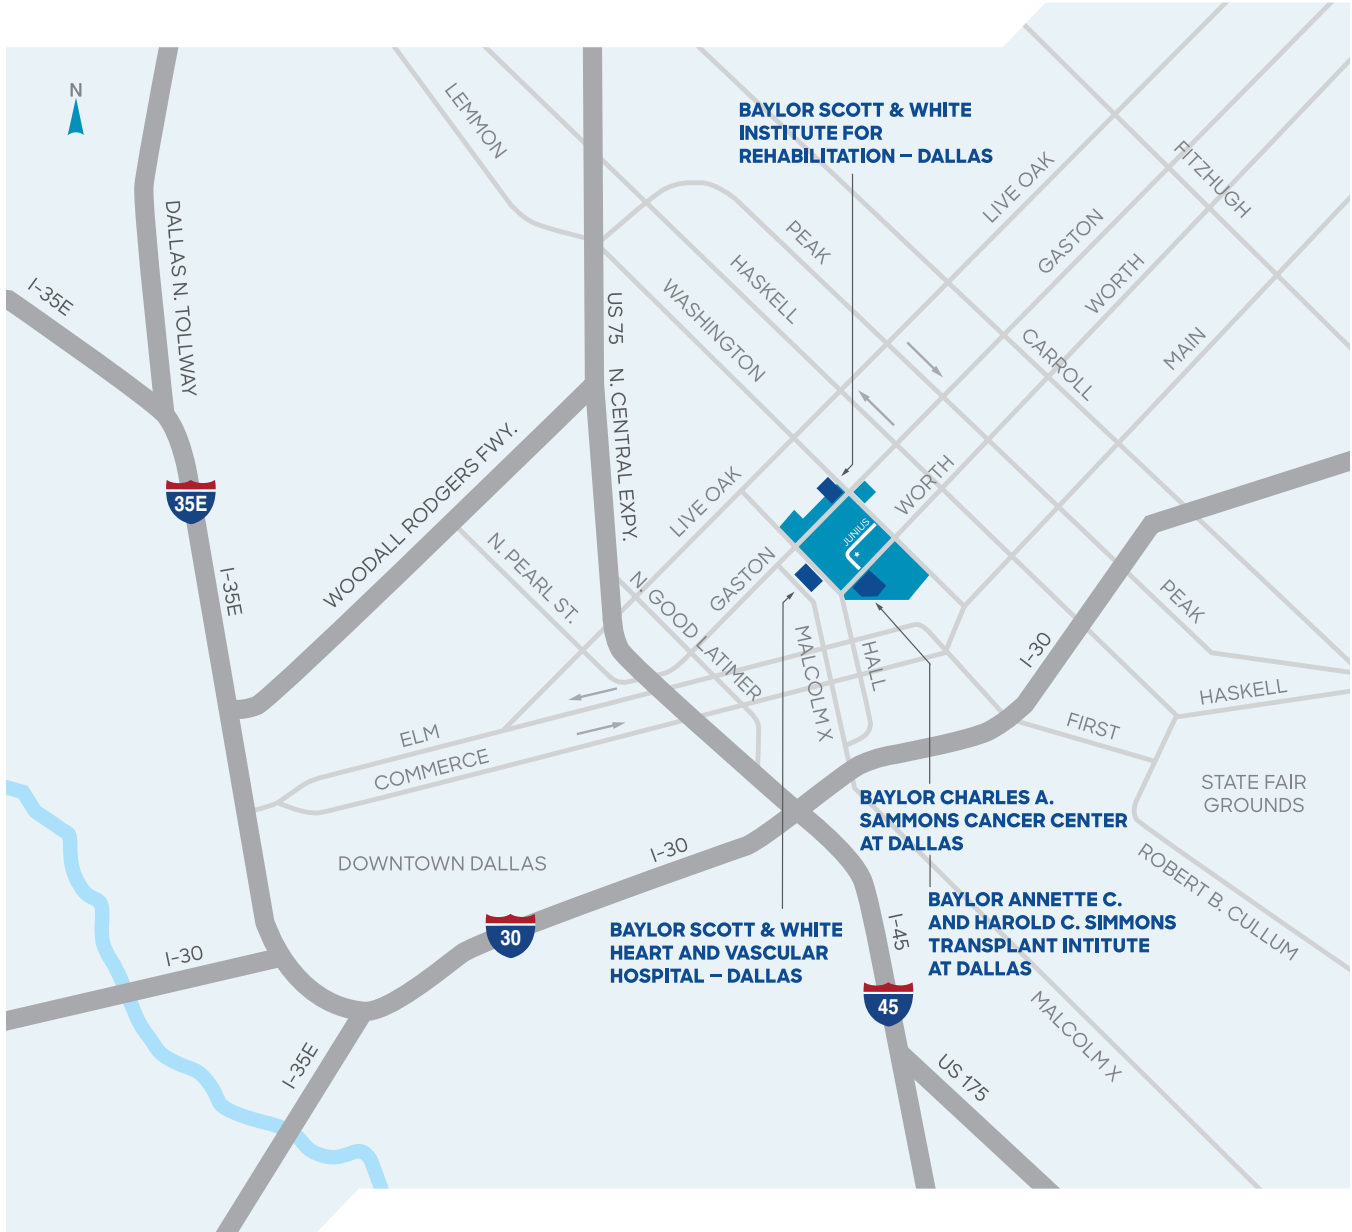 N
LEMMON
BAYLOR SCOTT & WHITE
INSTITUTE FOR
REHABILITATION – DALLAS
LIVE OAK
FITZHUGH
PEAK
GASTON
DALLAS N. TOLLWAY
HASKELL
WORTH
I-35E
WASHINGTON
US 75
N. CENTRAL EXPY.
CARROLL
MAIN
WOODALL RODGERS FWY.
35E
LIVE OAK
WORTH
JUNIUS
N. PEARL ST.
GASTON
I-35E
N. GOOD LATIMER
PEAK
MALCOLM X
HALL
I-30
HASKELL
ELM
FIRST
COMMERCE
STATE FAIR
GROUNDS
BAYLOR CHARLES A.
SAMMONS CANCER CENTER
AT DALLAS
DOWNTOWN DALLAS
I-30
ROBERT B. CULLUM
BAYLOR ANNETTE C.
AND HAROLD C. SIMMONS
TRANSPLANT INTITUTE
AT DALLAS
30
BAYLOR SCOTT & WHITE
HEART AND VASCULAR
HOSPITAL – DALLAS
I-45
I-30
45
MALCOLM X
I-35E
US 175